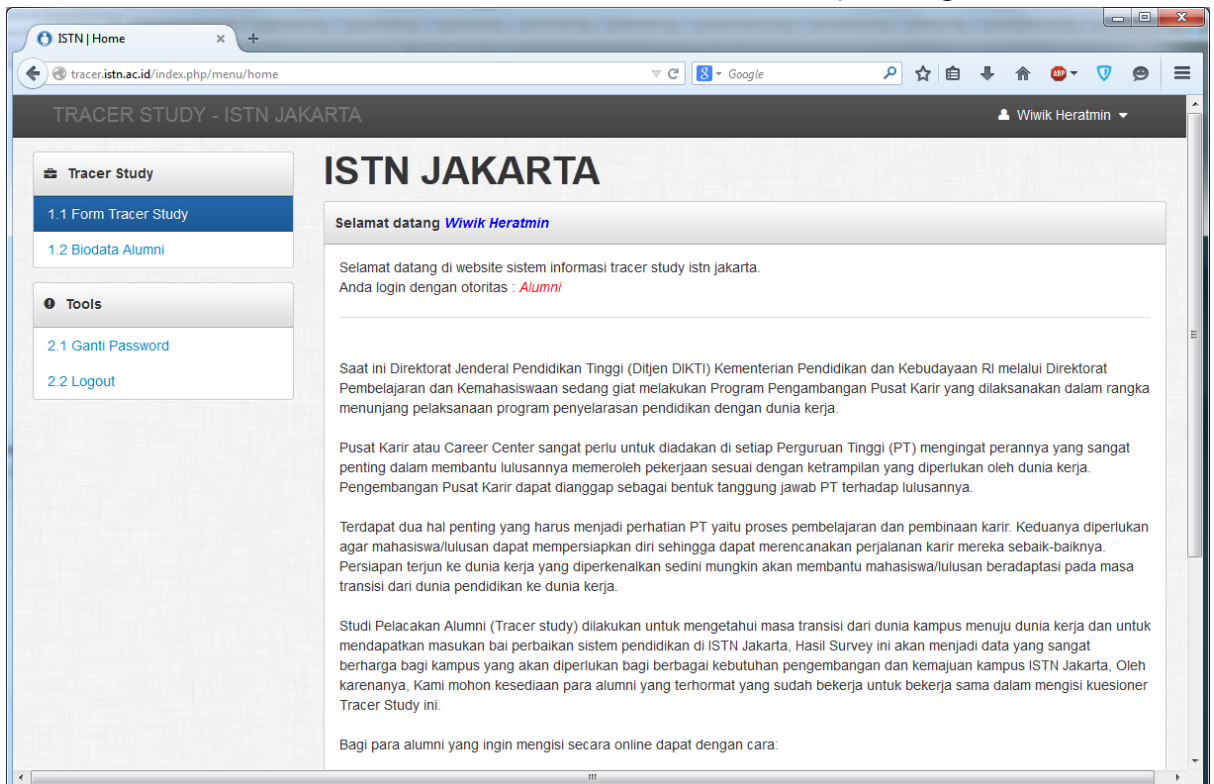 ISTN | Home
tracer.istn.ac.id/index.php/menu/home
Google
ABP
TRACER STUDY - ISTN JAKARTA
Wiwik Heratmin
Tracer Study
1.1 Form Tracer Study
1.2 Biodata Alumni
Tools
2.1 Ganti Password
2.2 Logout
ISTN JAKARTA
Selamat datang Wiwik Heratmin
Selamat datang di website sistem informasi tracer study istn jakarta.
Anda login dengan otoritas : Alumni
Saat ini Direktorat Jenderal Pendidikan Tinggi (Ditjen DIKTI) Kementerian Pendidikan dan Kebudayaan RI melalui Direktorat
Pembelajaran dan Kemahasiswaan sedang giat melakukan Program Pengambangan Pusat Karir yang dilaksanakan dalam rangka
menunjang pelaksanaan program penyelarasan pendidikan dengan dunia kerja.
Pusat Karir atau Career Center sangat perlu untuk diadakan di setiap Perguruan Tinggi (PT) mengingat perannya yang sangat
penting dalam membantu lulusannya memeroleh pekerjaan sesuai dengan ketrampilan yang diperlukan oleh dunia kerja.
Pengembangan Pusat Karir dapat dianggap sebagai bentuk tanggung jawab PT terhadap lulusannya.
Terdapat dua hal penting yang harus menjadi perhatian PT yaitu proses pembelajaran dan pembinaan karir. Keduanya diperlukan
agar mahasiswa/lulusan dapat mempersiapkan diri sehingga dapat merencanakan perjalanan karir mereka sebaik-baiknya.
Persiapan terjun ke dunia kerja yang diperkenalkan sedini mungkin akan membantu mahasiswa/lulusan beradaptasi pada masa
transisi dari dunia pendidikan ke dunia kerja.
Studi Pelacakan Alumni (Tracer study) dilakukan untuk mengetahui masa transisi dari dunia kampus menuju dunia kerja dan untuk
mendapatkan masukan bai perbaikan sistem pendidikan di ISTN Jakarta, Hasil Survey ini akan menjadi data yang sangat
berharga bagi kampus yang akan diperlukan bagi berbagai kebutuhan pengembangan dan kemajuan kampus ISTN Jakarta, Oleh
karenanya, Kami mohon kesediaan para alumni yang terhormat yang sudah bekerja untuk bekerja sama dalam mengisi kuesioner
Tracer Study ini.
Bagi para alumni yang ingin mengisi secara online dapat dengan cara: